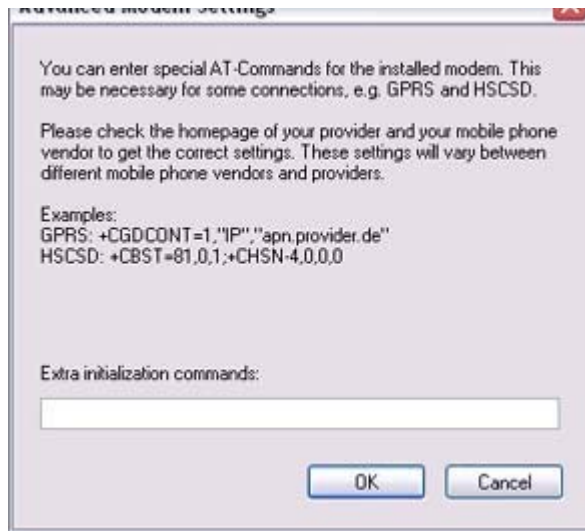 Advanced Modem Settings
You can enter special AT-Commands for the installed modem. This
may be necessary for some connections, e.g. GPRS and HSCSD.
Please check the homepage of your provider and your mobile phone
vendor to get the correct settings. These settings will vary between
different mobile phone vendors and providers.
Examples:
GPRS: +CGDCONT=1,"IP","apn.provider.de"
HSCSD: +CBST=81,0,1;+CHSN-4,0,0,0
Extra initialization commands:
OK Cancel